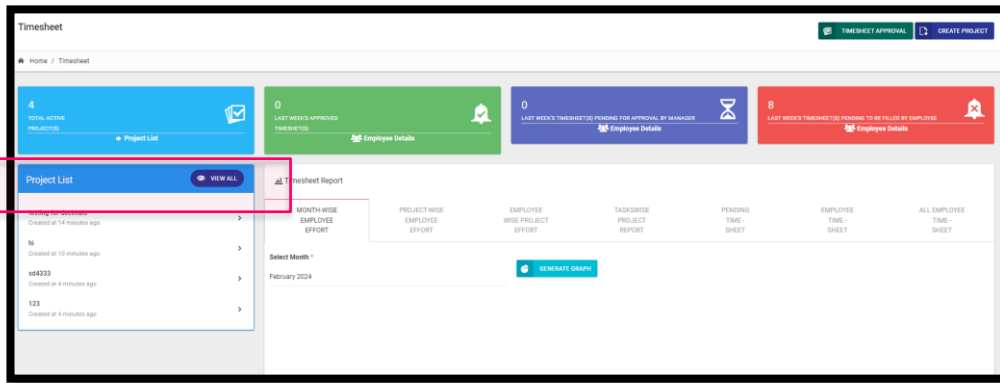 Timesheet
TIMESHEET APPROVAL
CREATE PROJECT
Home / Timesheet
4
TOTAL ACTIVE
PROJECT(S)
Project List
0
LAST WEEK'S APPROVED
TIMESHEET(S)
Employee Details
0
LAST WEEK'S TIMESHEET(S) PENDING FOR APPROVAL BY MANAGER
Employee Details
8
LAST WEEK'S TIMESHEET(S) PENDING TO BE FILLED BY EMPLOYEE
Employee Details
Project List
VIEW ALL
testing for decimals
Created at 14 minutes ago
hi
Created at 10 minutes ago
sd4333
Created at 4 minutes ago
123
Created at 4 minutes ago
Timesheet Report
MONTH-WISE
EMPLOYEE
EFFORT
PROJECT-WISE
EMPLOYEE
EFFORT
EMPLOYEE
WISE PROJECT
EFFORT
TASKSWISE
PROJECT
REPORT
PENDING
TIME-
SHEET
EMPLOYEE
TIME-
SHEET
ALL EMPLOYEE
TIME-
SHEET
Select Month *
February 2024
GENERATE GRAPH